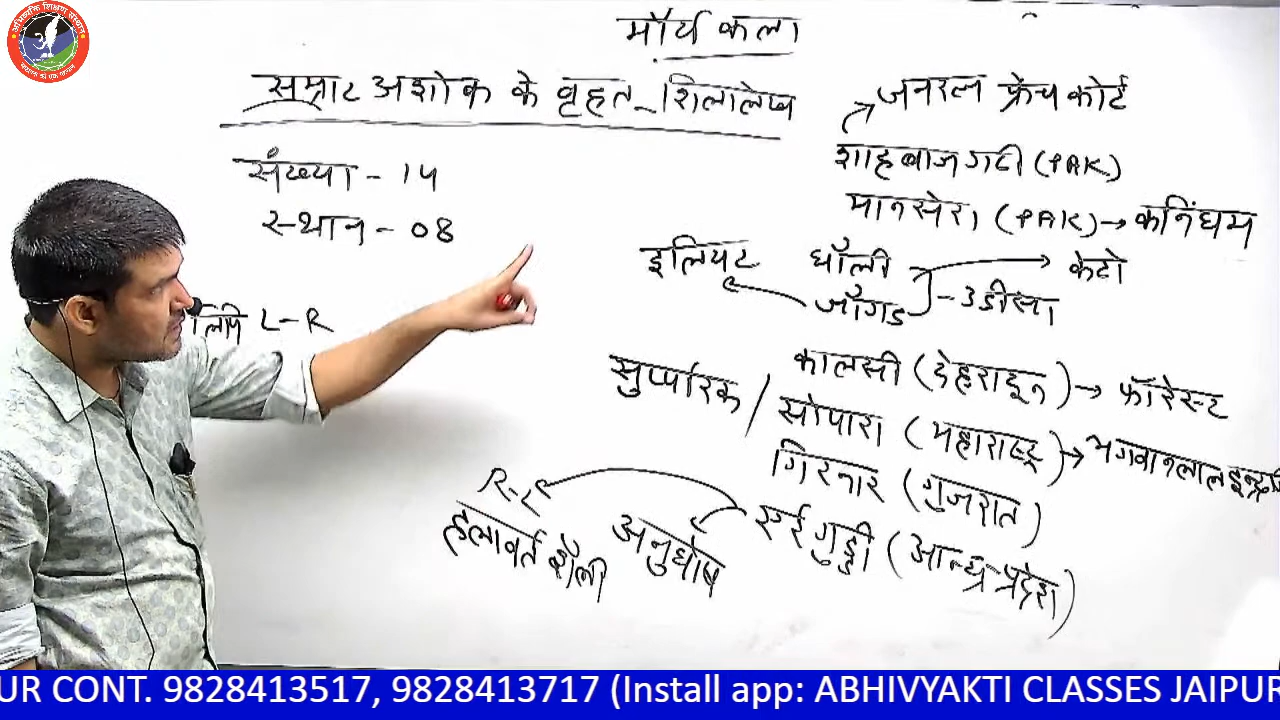 मौर्य कला
सम्राट अशोक के वृहत - शिलालेख
संख्या - 14
स्थान - 08
लिपि L - R
जनरल फ्रेंच कोर्ट
शाहबाजगढी (PAK)
मानसेरा (PAK) → कनिंघम
इलियट धौली → केटो
जौगड - उडीसा
कालसी (देहरादून) → फॉरेस्ट
सुप्पारक / सोपारा (महाराष्ट्र) → भगवानलाल
गिरनार (गुजरात)
एर्रगुड्डी (आन्ध्र-प्रदेश)
R-L
हलावर्त शैली
अनुघोष
UR CONT. 9828413517, 9828413717 (Install app: ABHIVYAKTI CLASSES JAIPUR